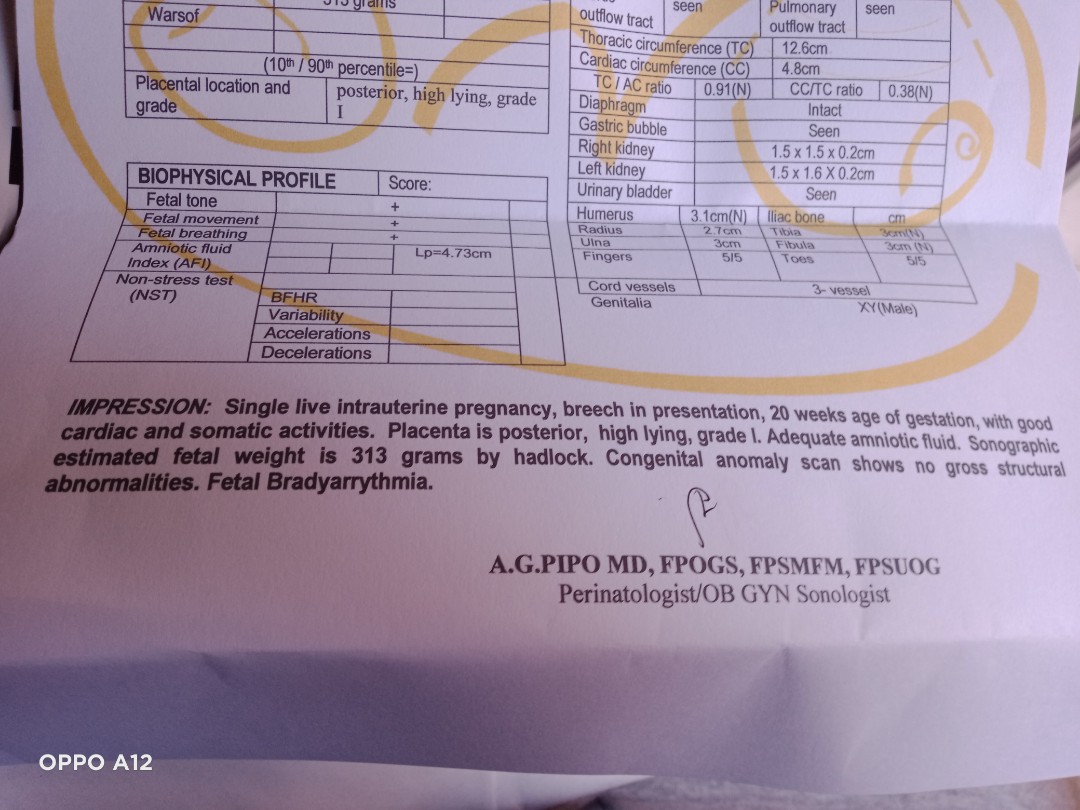 313 grams
Warsof
(10th / 90th percentile=)
Placental location and grade
posterior, high lying, grade I
BIOPHYSICAL PROFILE Score:
Fetal tone +
Fetal movement +
Fetal breathing +
Amniotic fluid Index (AFI) Lp=4.73cm
Non-stress test (NST)
BFHR
Variability
Accelerations
Decelerations
outflow tract seen Pulmonary outflow tract seen
Thoracic circumference (TC) 12.6cm
Cardiac circumference (CC) 4.8cm
TC / AC ratio 0.91(N) CC/TC ratio 0.38(N)
Diaphragm Intact
Gastric bubble Seen
Right kidney 1.5 x 1.5 x 0.2cm
Left kidney 1.5 x 1.6 X 0.2cm
Urinary bladder Seen
Humerus 3.1cm(N) Iliac bone cm
Radius 2.7cm Tibia 3cm(N)
Ulna 3cm Fibula 3cm (N)
Fingers 5/5 Toes 5/5
Cord vessels 3- vessel
Genitalia XY(Male)
IMPRESSION: Single live intrauterine pregnancy, breech in presentation, 20 weeks age of gestation, with good
cardiac and somatic activities. Placenta is posterior, high lying, grade I. Adequate amniotic fluid. Sonographic
estimated fetal weight is 313 grams by hadlock. Congenital anomaly scan shows no gross structural
abnormalities. Fetal Bradyarrythmia.
A.G.PIPO MD, FPOGS, FPSMFM, FPSUOG
Perinatologist/OB GYN Sonologist
OPPO A12